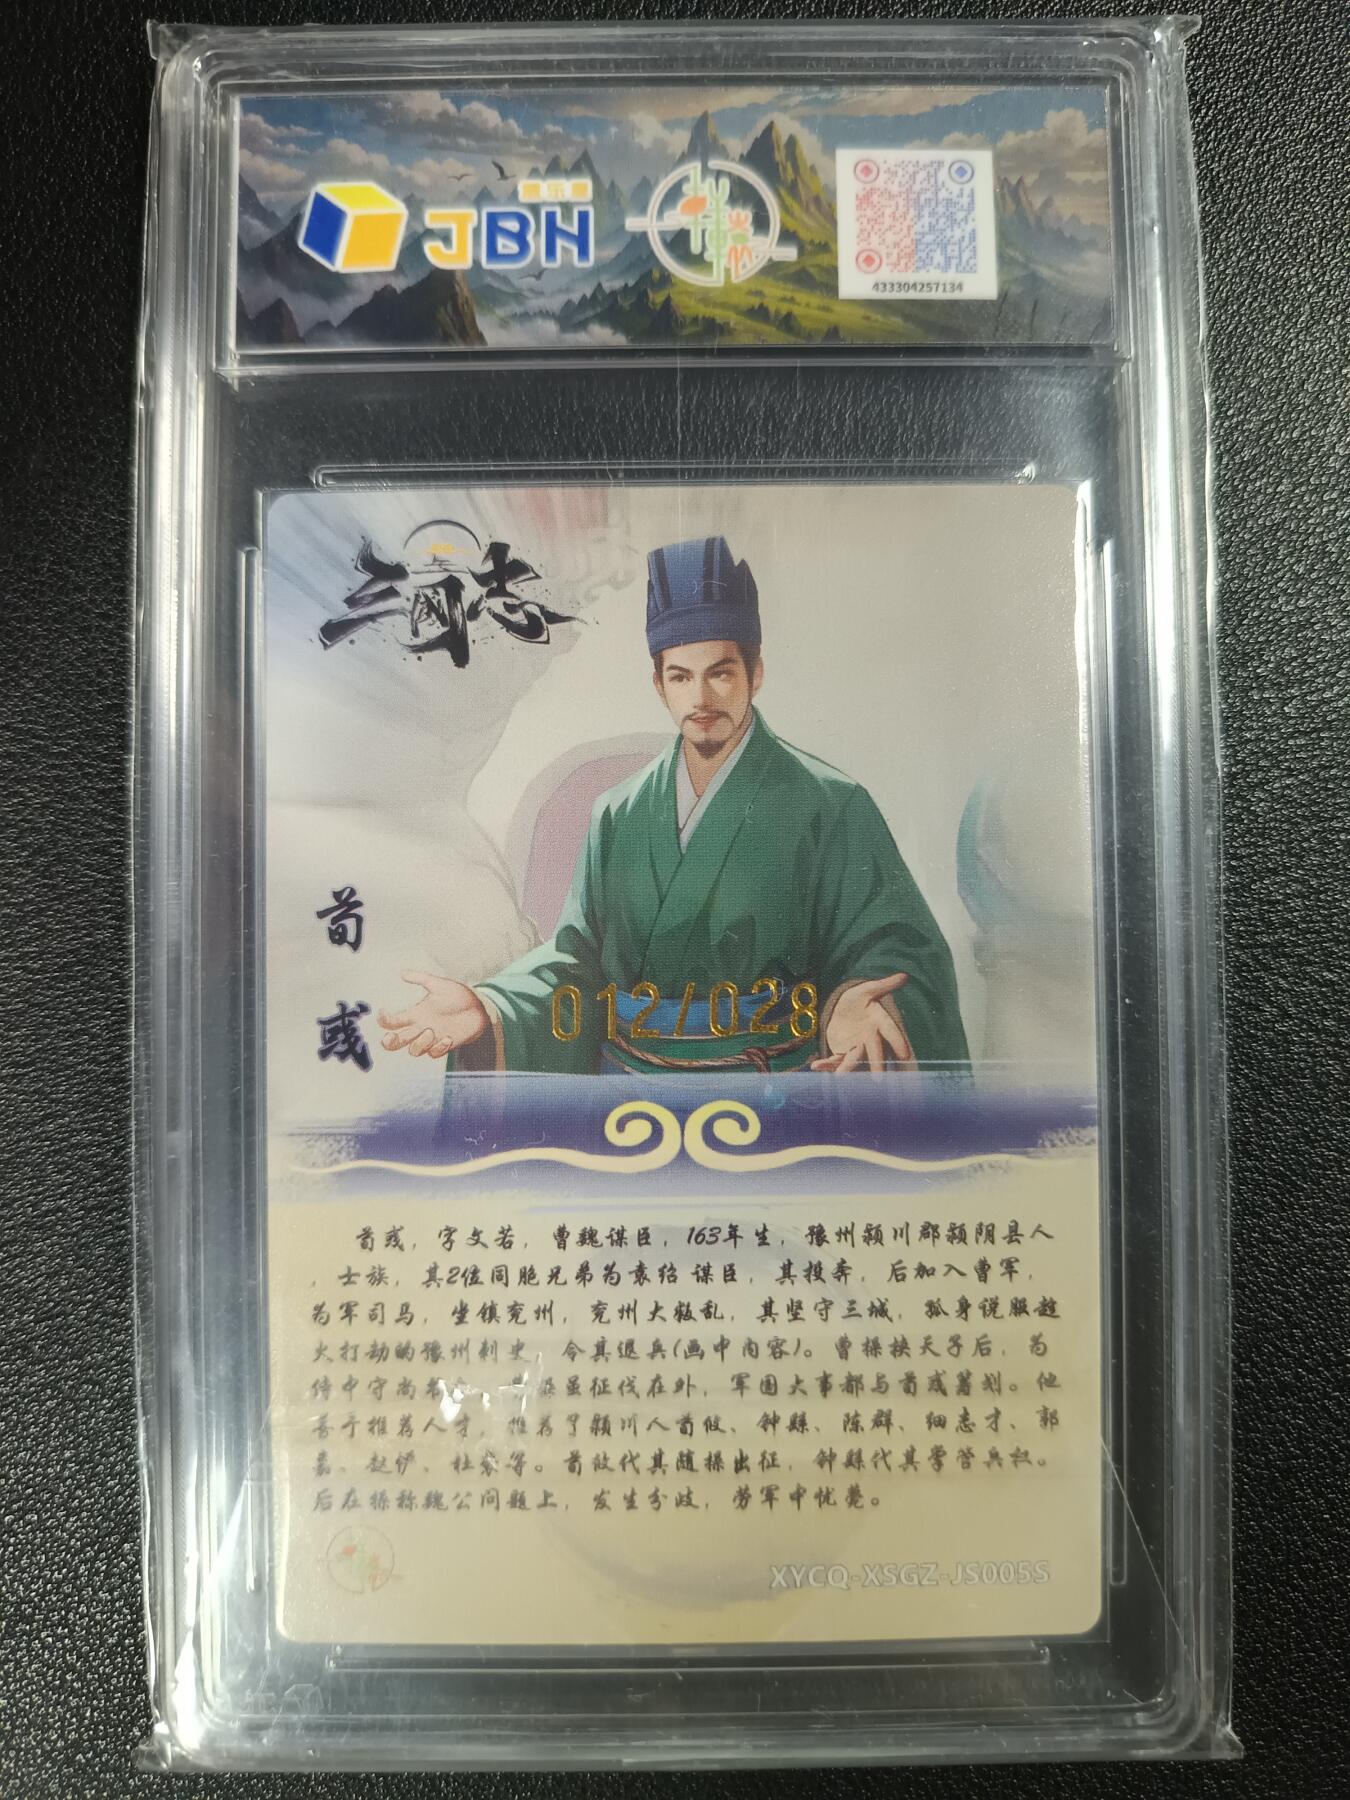 集乐堡
JBH
433304257134
三國志
荀
彧
012/028
荀彧，字文若，曹魏谋臣，163年生，豫州颍川郡颍阴县人
，士族，其2位同胞兄弟为袁绍谋臣，其投奔，后加入曹军，
为军司马，坐镇兖州，兖州大叛乱，其坚守三城，孤身说服趁
火打劫的豫州刺史，令其退兵(画中内容)。曹操挟天子后，为
侍中守尚书 虽征伐在外，军国大事都与荀彧筹划。他
善于推荐人才，推荐了颍川人荀攸、钟繇、陈群、细志才、郭
嘉、赵俨、杜袭等。荀攸代其随操出征，钟繇代其掌管兵权。
后在操称魏公问题上，发生分歧，劳军中忧薨。
XYCQ-XSGZ-JS005S